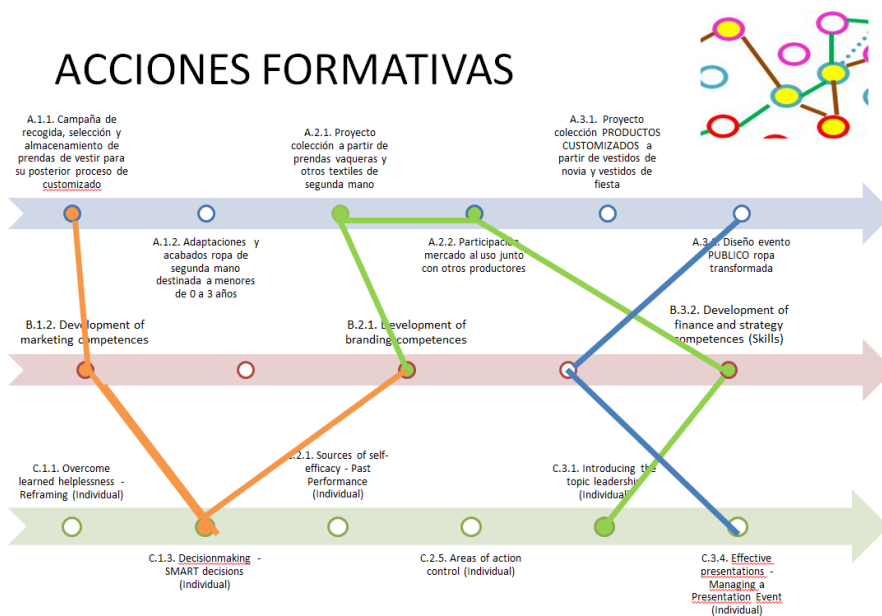 ACCIONES FORMATIVAS
A.1.1. Campaña de
recogida, selección y
almacenamiento de
prendas de vestir para
su posterior proceso de
customizado
A.2.1. Proyecto
colección a partir de
prendas vaqueras y
otros textiles de
segunda mano
A.3.1. Proyecto
colección PRODUCTOS
CUSTOMIZADOS a
partir de vestidos de
novia y vestidos de
fiesta
A.1.2. Adaptaciones y
acabados ropa de
segunda mano
destinada a menores
de 0 a 3 años
A.2.2. Participación
mercado al uso junto
con otros productores
Diseño evento
PUBLICO ropa
transformada
B.1.2. Development of
marketing competences
B.2.1. Development of
branding competences
B.3.2. Development of
finance and strategy
competences (Skills)
C.1.1. Overcome
learned helplessness -
Reframing (Individual)
C.2.1. Sources of self-
efficacy - Past
Performance
(Individual)
C.3.1. Introducing the
topic leadership
(Individual)
C.1.3. Decisionmaking -
SMART decisions
(Individual)
C.2.5. Areas of action
control (Individual)
C.3.4. Effective
presentations -
Managing a
Presentation Event
(Individual)